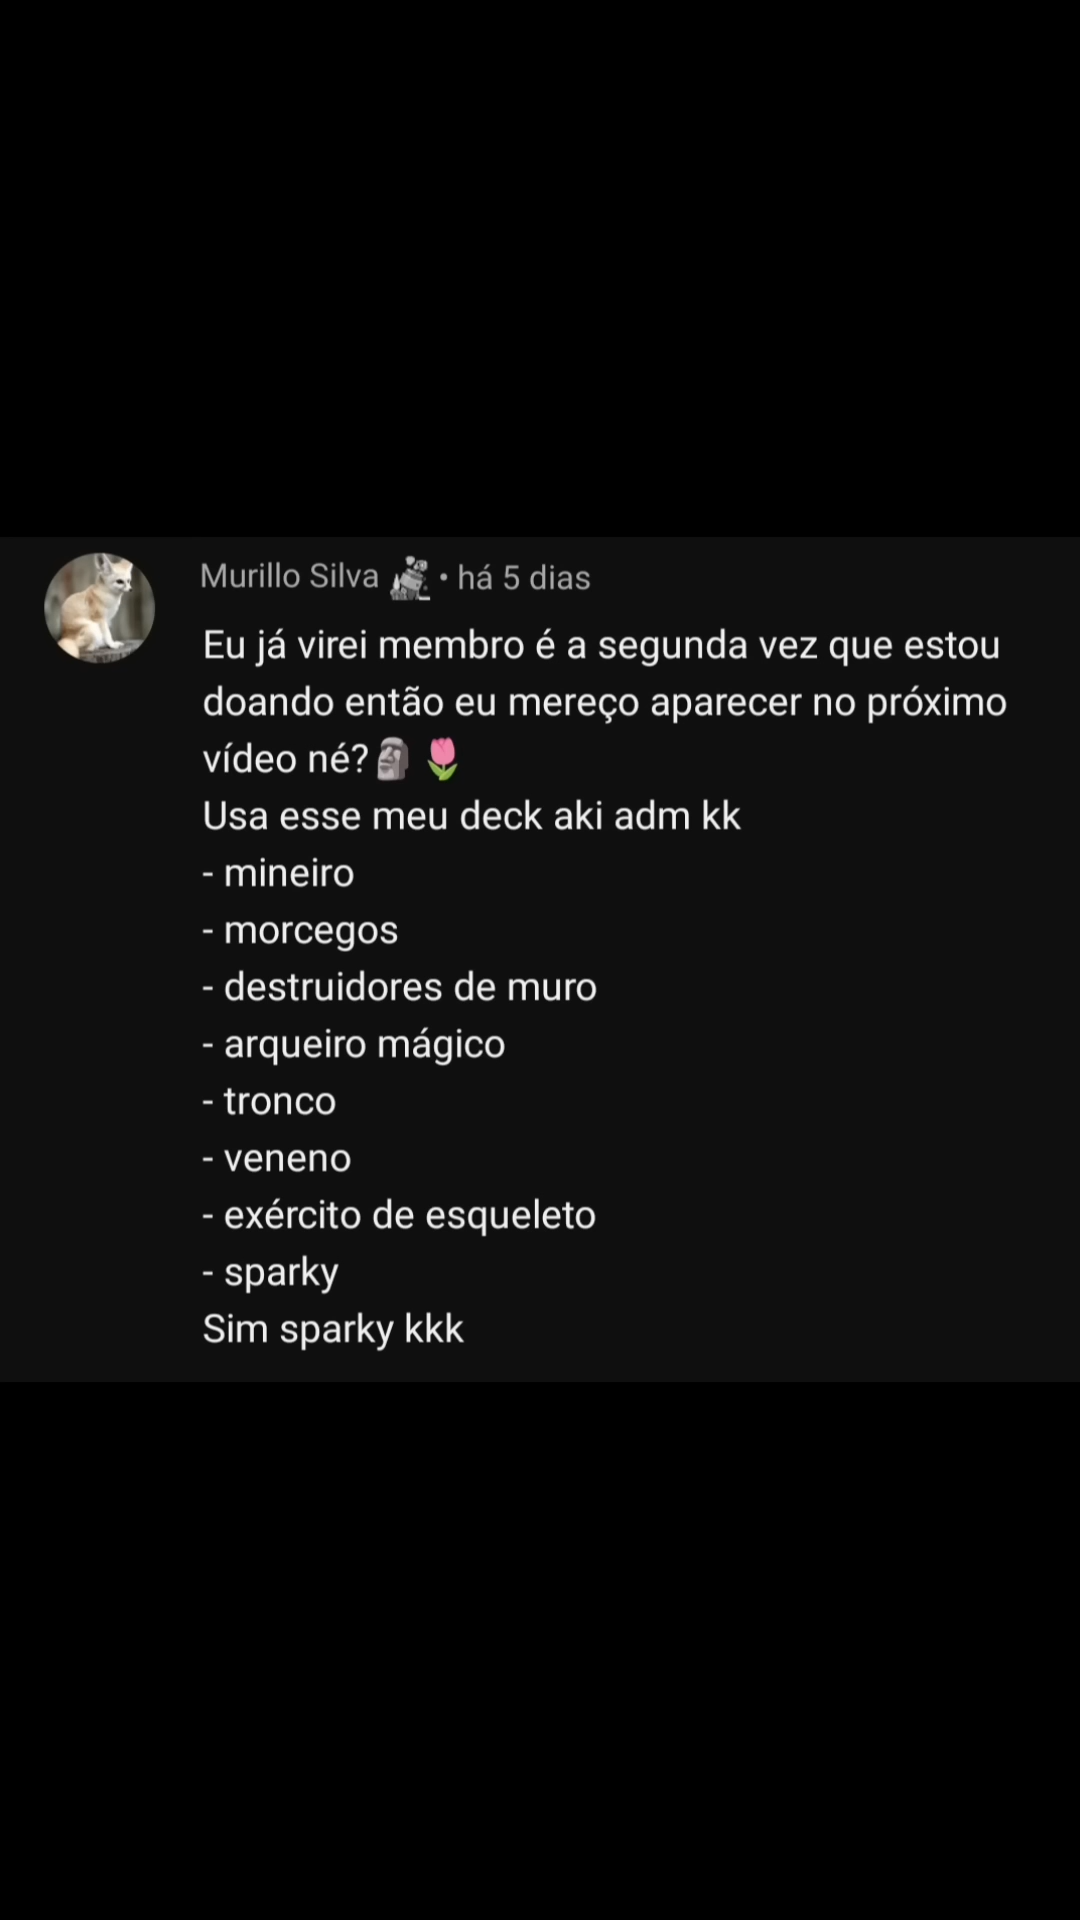 Murillo Silva • há 5 dias
Eu já virei membro é a segunda vez que estou
doando então eu mereço aparecer no próximo
vídeo né?🗿🌷
Usa esse meu deck aki adm kk
- mineiro
- morcegos
- destruidores de muro
- arqueiro mágico
- tronco
- veneno
- exército de esqueleto
- sparky
Sim sparky kkk